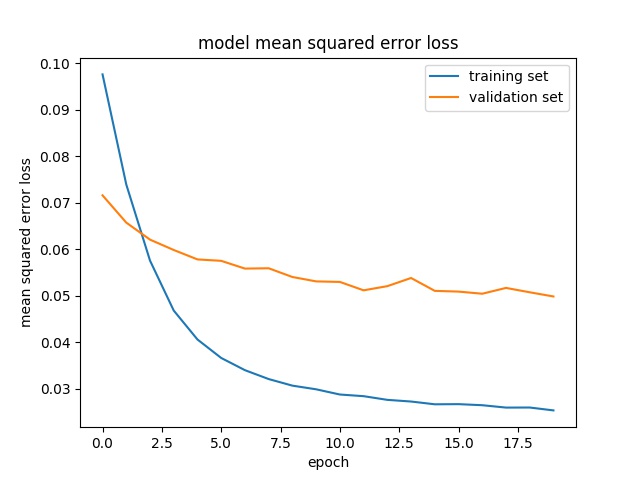 model mean squared error loss
training set
validation set
mean squared error loss
0.10
0.09
0.08
0.07
0.06
0.05
0.04
0.03
0.0 2.5 5.0 7.5 10.0 12.5 15.0 17.5
epoch